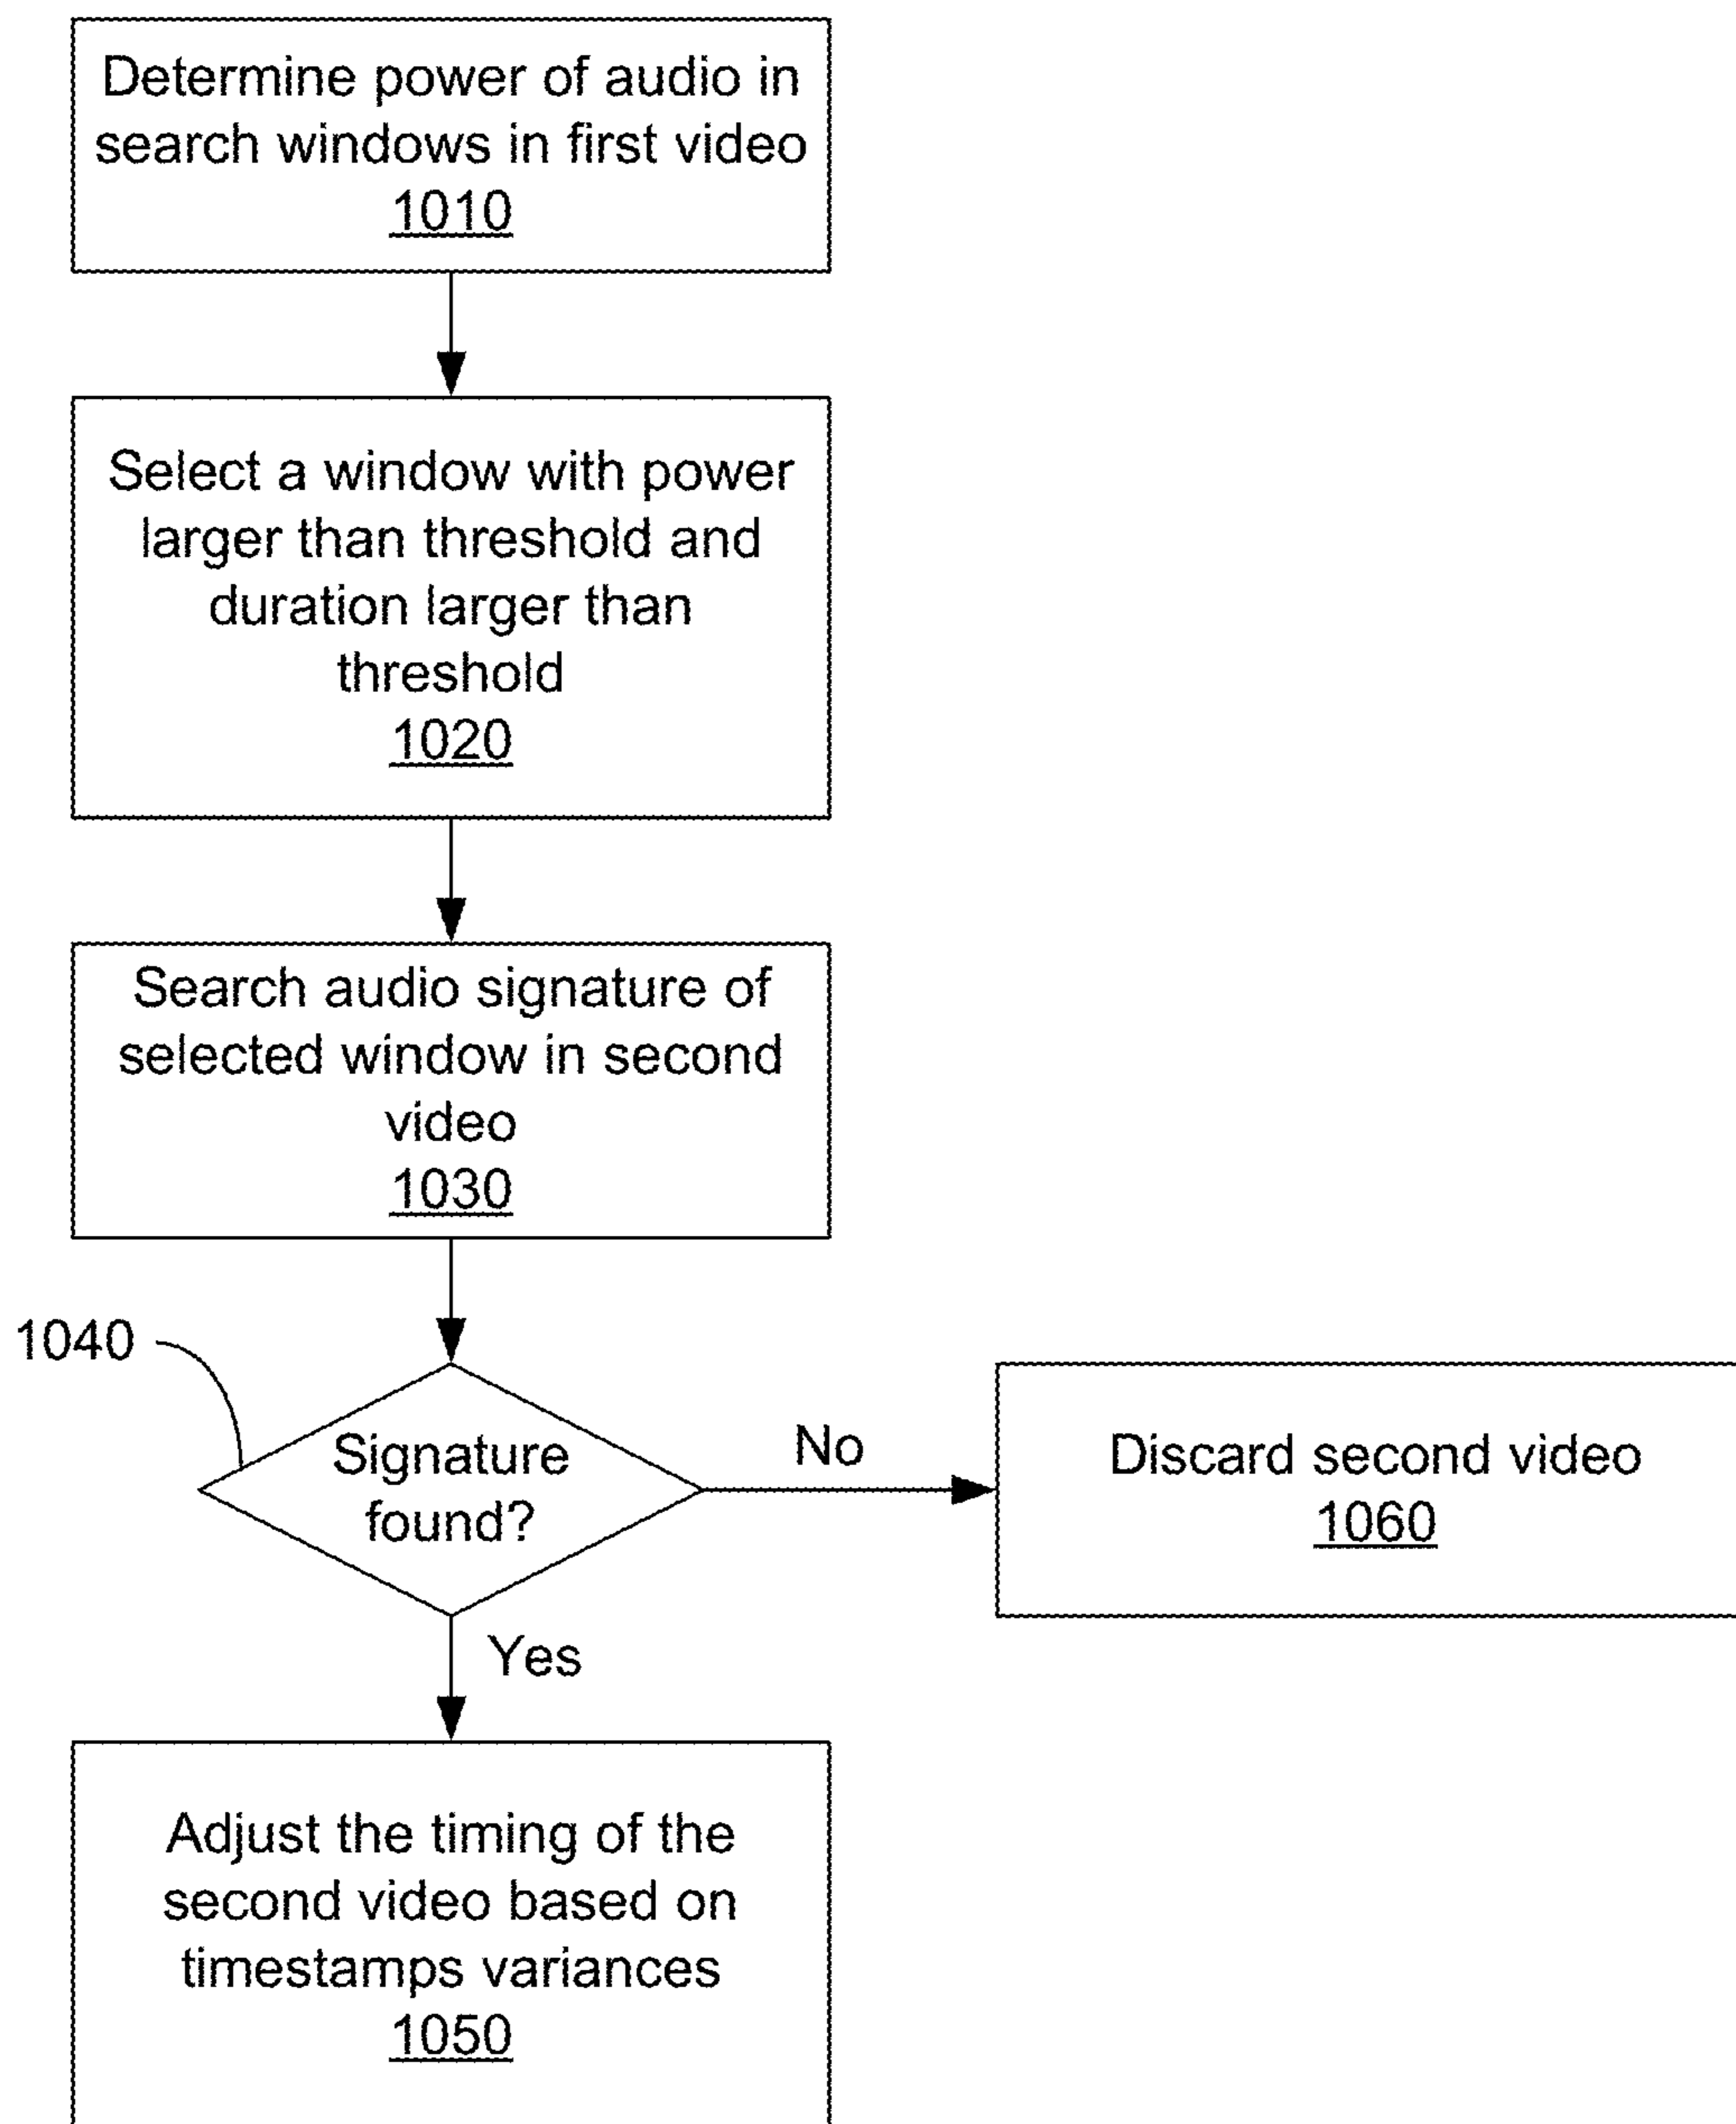 Determine power of audio in
search windows in first video
1010
Select a window with power
larger than threshold and
duration larger than
threshold
1020
Search audio signature of
selected window in second
video
1030
1040
Signature
found?
No
Discard second video
1060
Yes
Adjust the timing of the
second video based on
timestamps variances
1050